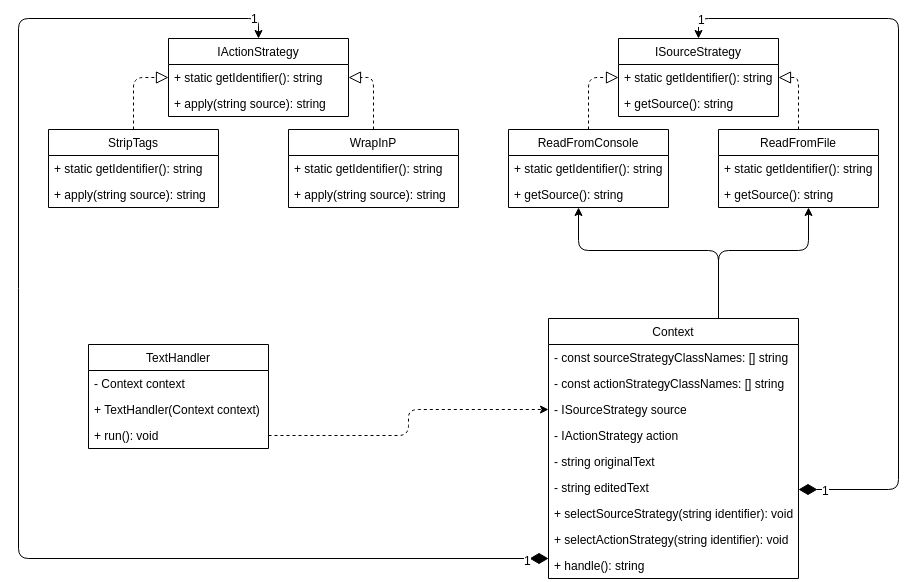 1
IActionStrategy
+ static getIdentifier(): string
+ apply(string source): string
1
ISourceStrategy
+ static getIdentifier(): string
+ getSource(): string
StripTags
+ static getIdentifier(): string
+ apply(string source): string
WrapInP
+ static getIdentifier(): string
+ apply(string source): string
ReadFromConsole
+ static getIdentifier(): string
+ getSource(): string
ReadFromFile
+ static getIdentifier(): string
+ getSource(): string
TextHandler
- Context context
+ TextHandler(Context context)
+ run(): void
Context
- const sourceStrategyClassNames: [] string
- const actionStrategyClassNames: [] string
- ISourceStrategy source
- IActionStrategy action
- string originalText
- string editedText
+ selectSourceStrategy(string identifier): void
+ selectActionStrategy(string identifier): void
+ handle(): string
1
1